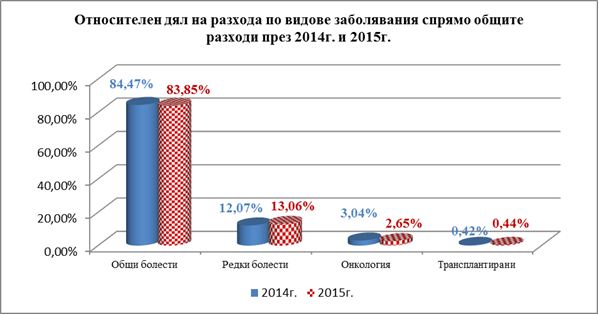 Относителен дял на разхода по видове заболявания спрямо общите
разходи през 2014г. и 2015г.
100,00%
80,00%
60,00%
40,00%
20,00%
0,00%
84,47%
83,85%
12,07%
13,06%
3,04%
2,65%
0,42%
0,44%
Общи болести
Редки болести
Онкология
Трансплантирани
2014г.
2015г.